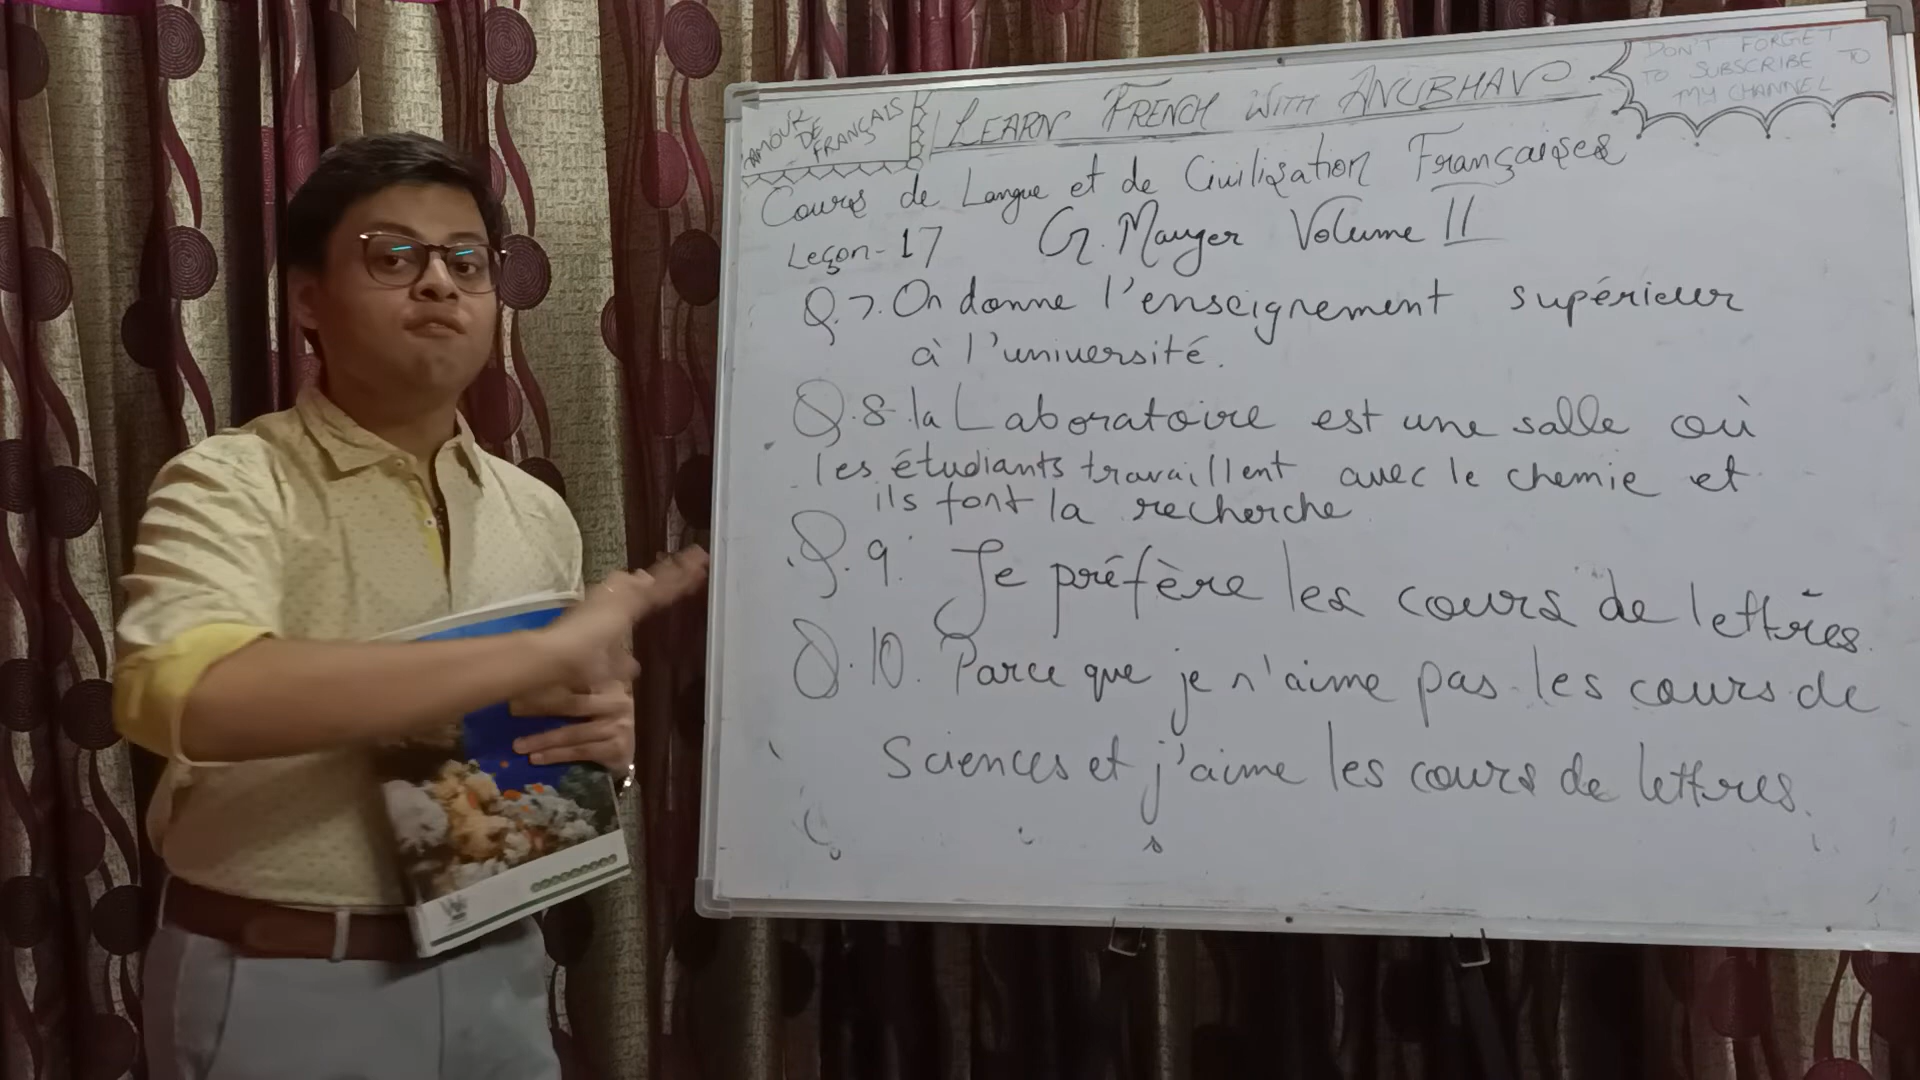 AMOUR DE FRANÇAIS
LEARN FRENCH WITH ANUBHAV
DON'T FORGET
TO SUBSCRIBE TO
MY CHANNEL
Cours de Langue et de Civilisation Françaises
Leçon-17 G. Mauger Volume II
Q.7. On donne l'enseignement supérieur
à l'université.
Q.8. la Laboratoire est une salle où
les étudiants travaillent avec le chemie et
ils font la recherche
Q.9. Je préfère les cours de lettres.
Q.10. Parce que je n'aime pas les cours de
Sciences et j'aime les cours de lettres.